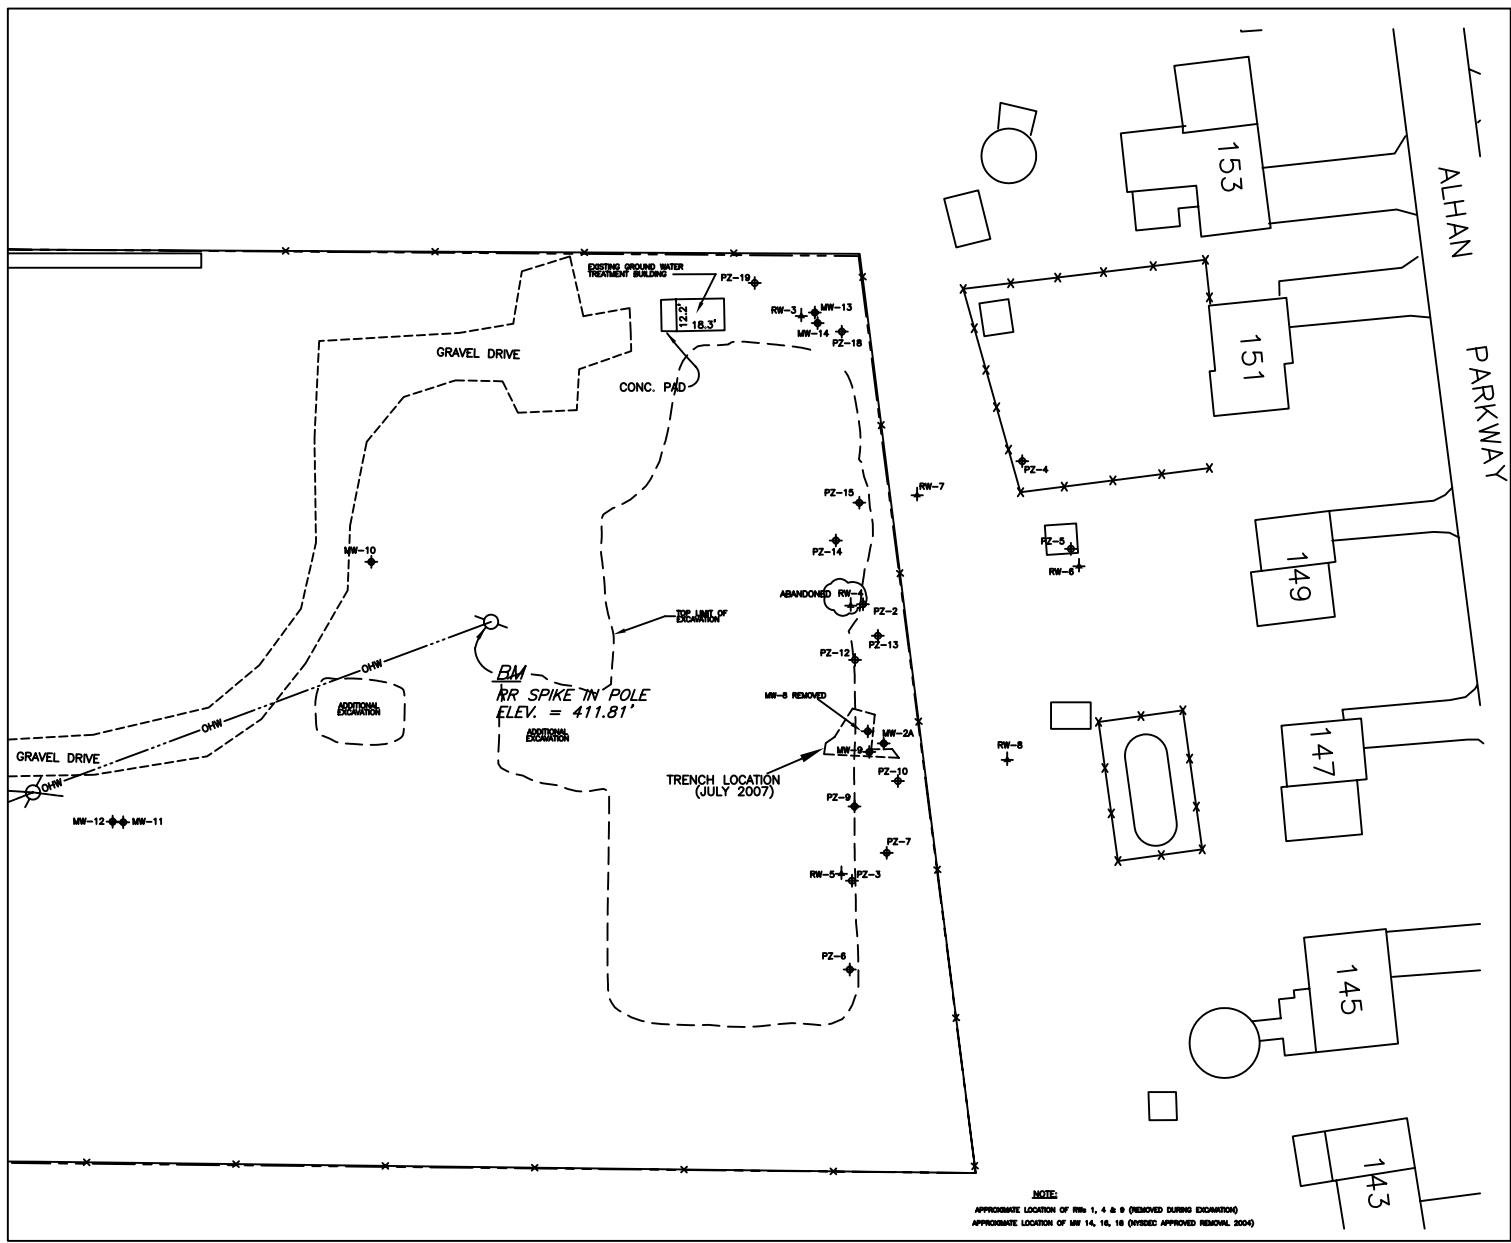 153
ALHAN
PARKWAY
EXISTING GROUND WATER
TREATMENT BUILDING
PZ-19
12.2'
18.3'
RW-3
MW-13
MW-14
PZ-18
GRAVEL DRIVE
CONC. PAD
151
PZ-4
PZ-15
RW-7
PZ-14
MW-10
PZ-5
RW-6
149
ABANDONED RW-4
PZ-2
TOP LIMIT OF
EXCAVATION
PZ-13
PZ-12
OHW
BM
RR SPIKE IN POLE
ELEV. = 411.81'
MW-8 REMOVED
ADDITIONAL
EXCAVATION
OHW
ADDITIONAL
EXCAVATION
MW-2A
MW-9
RW-8
147
GRAVEL DRIVE
OHW
TRENCH LOCATION
(JULY 2007)
PZ-10
PZ-9
MW-12
MW-11
PZ-7
RW-5
PZ-3
PZ-6
145
143
NOTE:
APPROXIMATE LOCATION OF RWs 1, 4 & 9 (REMOVED DURING EXCAVATION)
APPROXIMATE LOCATION OF MW 14, 16, 18 (NYSDEC APPROVED REMOVAL 2004)